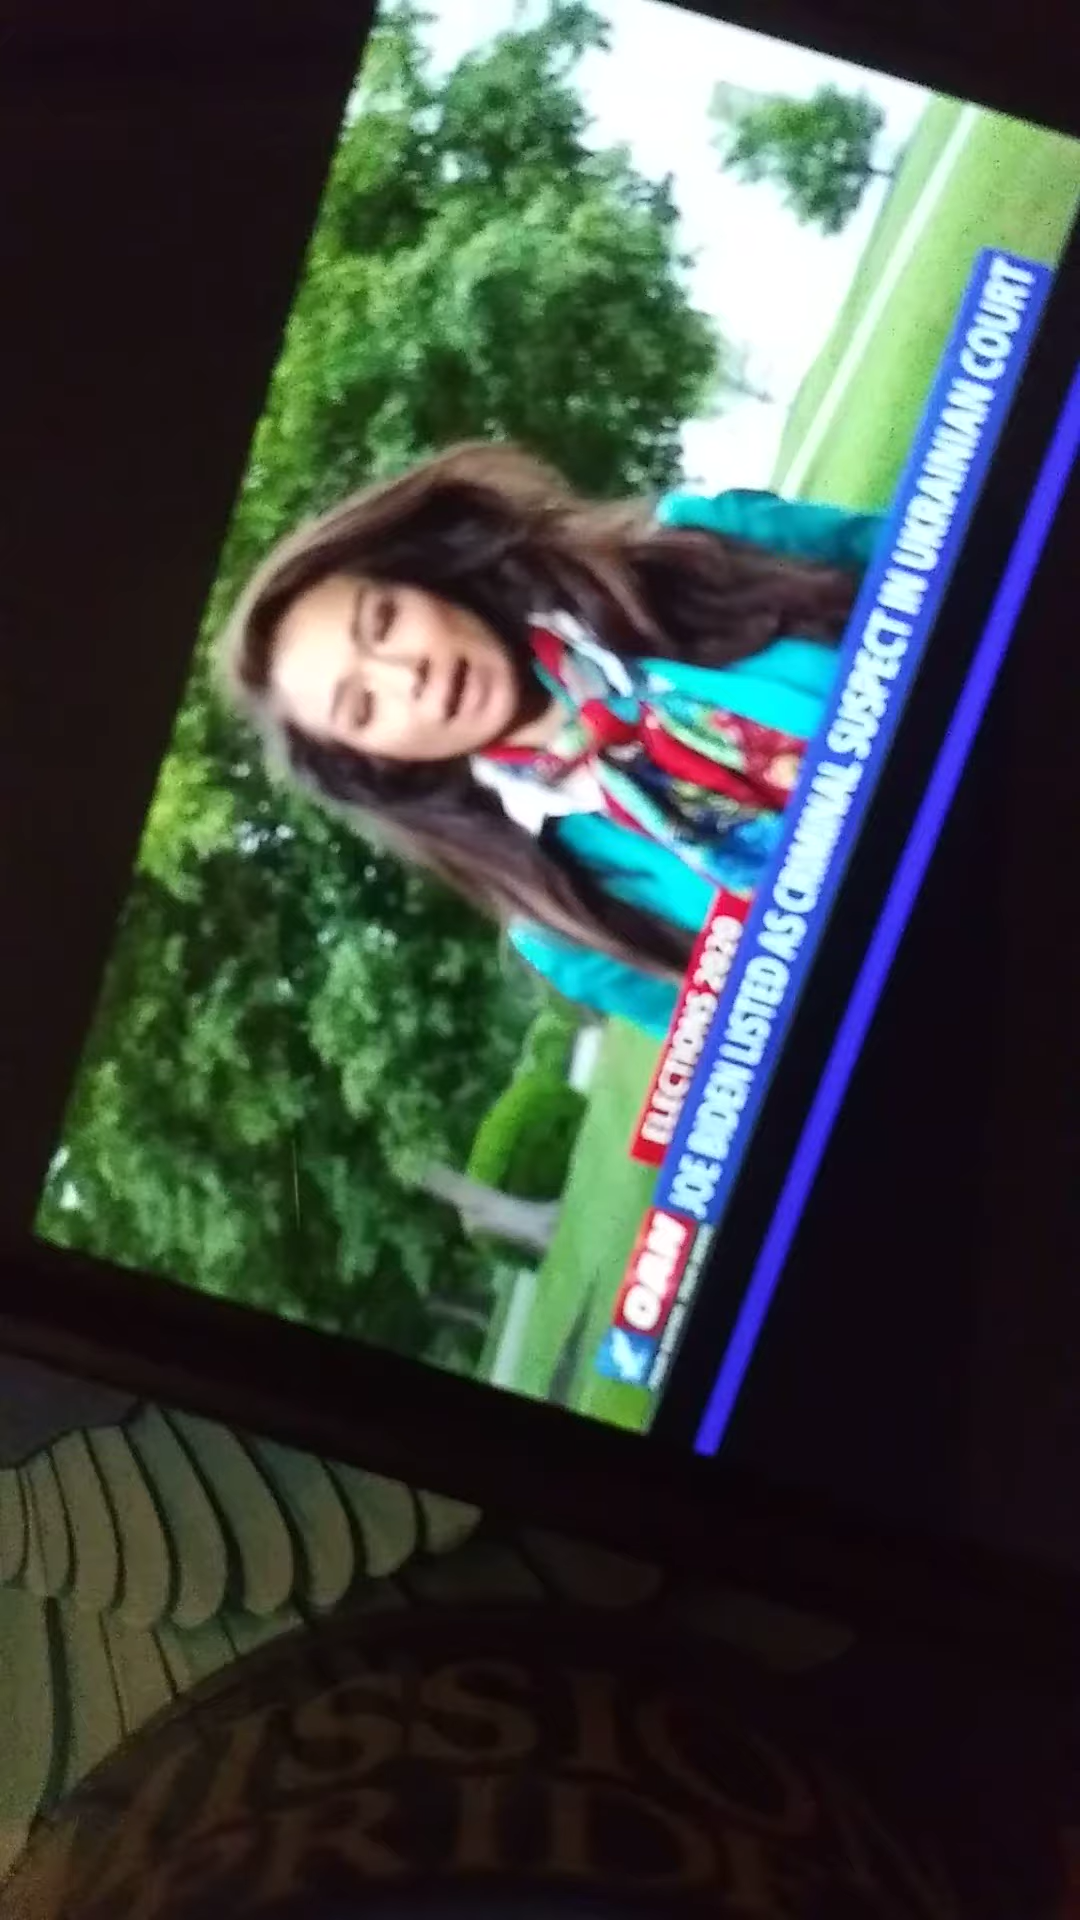 ELECTIONS 2020
JOE BIDEN LISTED AS CRIMINAL SUSPECT IN UKRAINIAN COURT
OAN